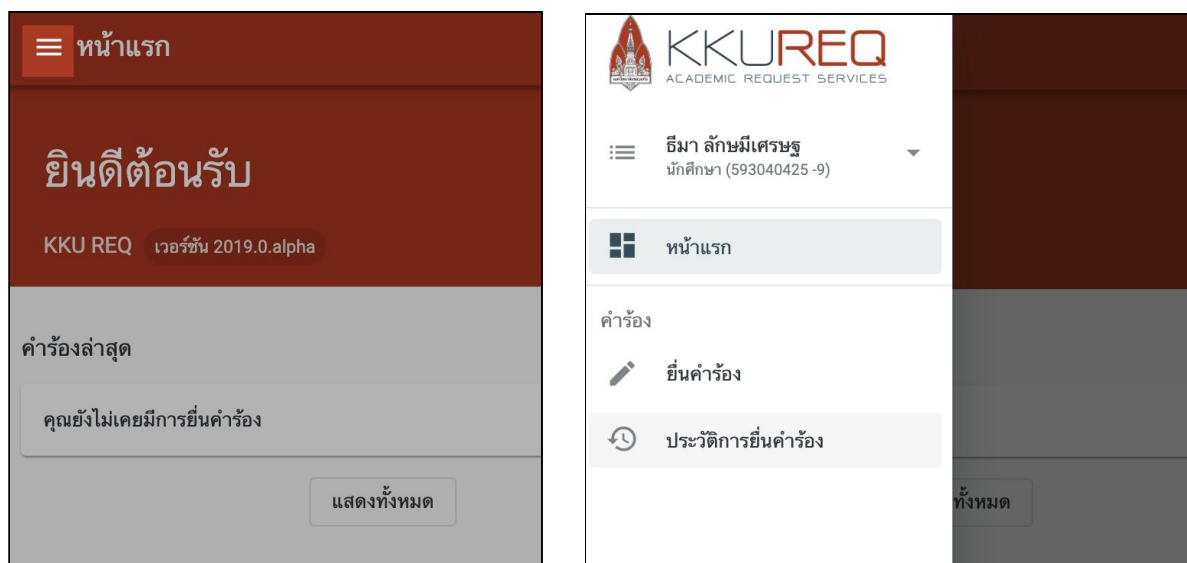 หน้าแรก
ยินดีต้อนรับ
KKU REQ เวอร์ชัน 2019.0.alpha
คำร้องล่าสุด
คุณยังไม่เคยมีการยื่นคำร้อง
แสดงทั้งหมด
KKUREQ
ACADEMIC REQUEST SERVICES
ธีมา ลักษมีเศรษฐ
นักศึกษา (593040425 -9)
หน้าแรก
คำร้อง
ยื่นคำร้อง
ประวัติการยื่นคำร้อง
ทั้งหมด